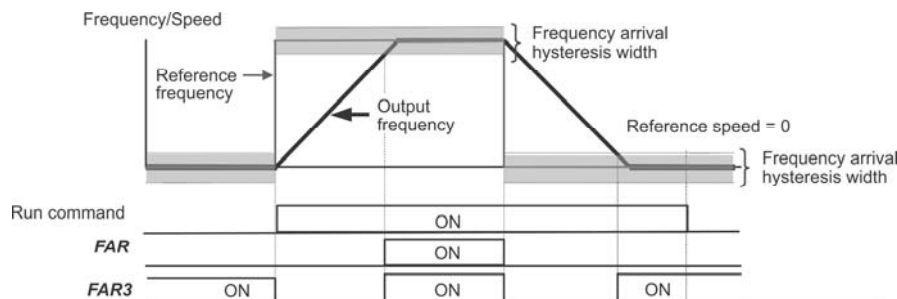 Frequency/Speed
Frequency arrival
hysteresis width
Reference
frequency
Output
frequency
Reference speed = 0
Frequency arrival
hysteresis width
Run command
ON
FAR
ON
FAR3
ON
ON
ON